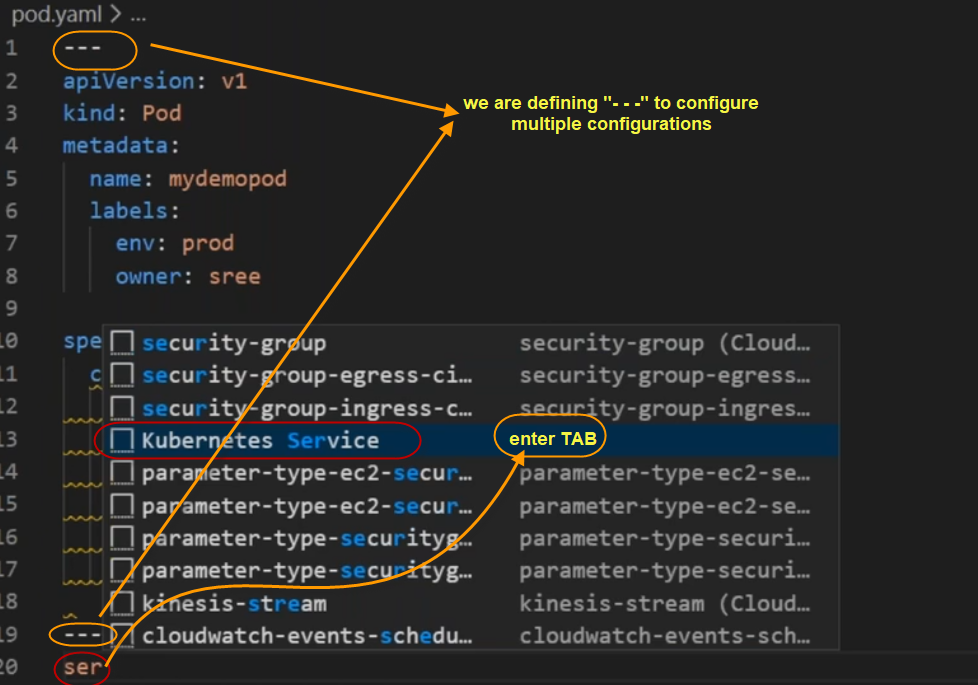 pod.yaml > ...
1 ---
we are defining "- - -" to configure
multiple configurations
2 apiVersion: v1
3 kind: Pod
4 metadata:
5 name: mydemopod
6 labels:
7 env: prod
8 owner: sree
9
10 spe security-group security-group (Cloud…
11 c security-group-egress-ci… security-group-egress…
12 security-group-ingress-c… security-group-ingres…
13 Kubernetes Service enter TAB
14 parameter-type-ec2-secur… parameter-type-ec2-se…
15 parameter-type-ec2-secur… parameter-type-ec2-se…
16 parameter-type-securityg… parameter-type-securi…
17 parameter-type-securityg… parameter-type-securi…
18 kinesis-stream kinesis-stream (Cloud…
19 --- cloudwatch-events-schedu… cloudwatch-events-sch…
20 ser